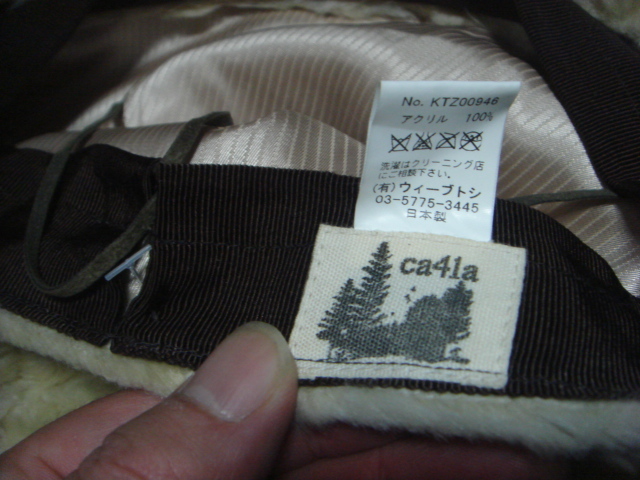 No. KTZ00946
アクリル 100%
洗濯はクリーニング店
にご相談下さい。
(有)ウィーブトシ
03-5775-3445
日本製
ca4la